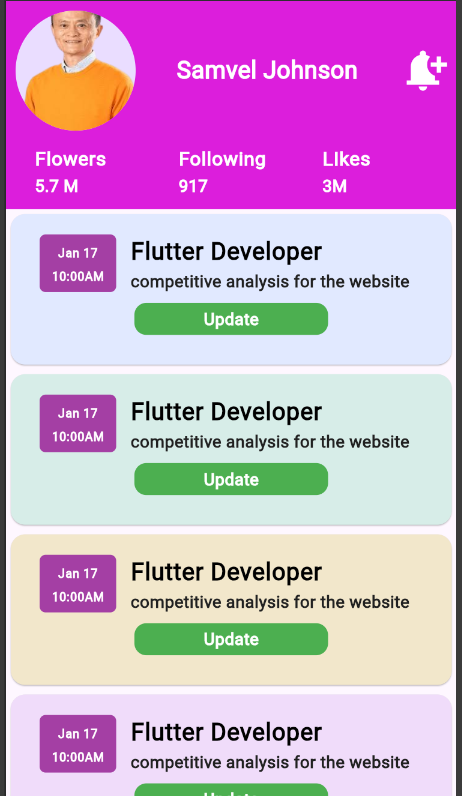 Samvel Johnson
Flowers Following Likes
5.7 M 917 3M
Jan 17
10:00AM
Flutter Developer
competitive analysis for the website
Update
Jan 17
10:00AM
Flutter Developer
competitive analysis for the website
Update
Jan 17
10:00AM
Flutter Developer
competitive analysis for the website
Update
Jan 17
10:00AM
Flutter Developer
competitive analysis for the website
Update